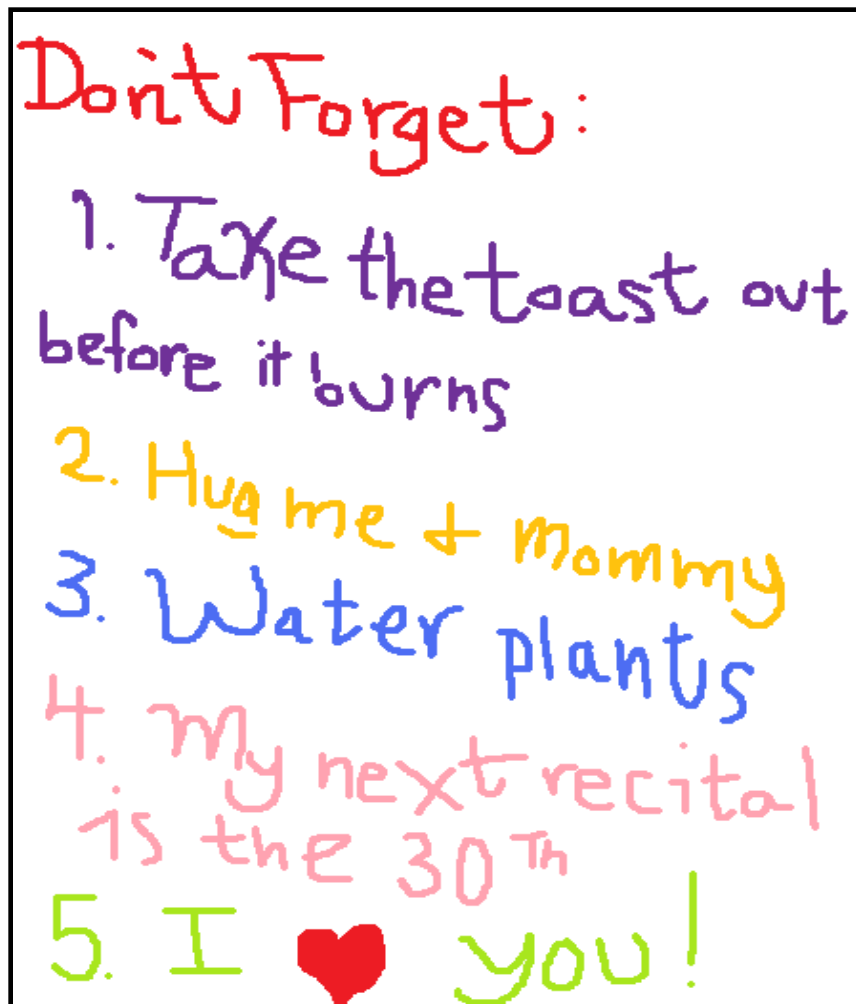 Don't Forget:
1. Take the toast out
before it burns
2. Hug me + mommy
3. Water plants
4. My next recital
is the 30Th
5. I ♥ you!